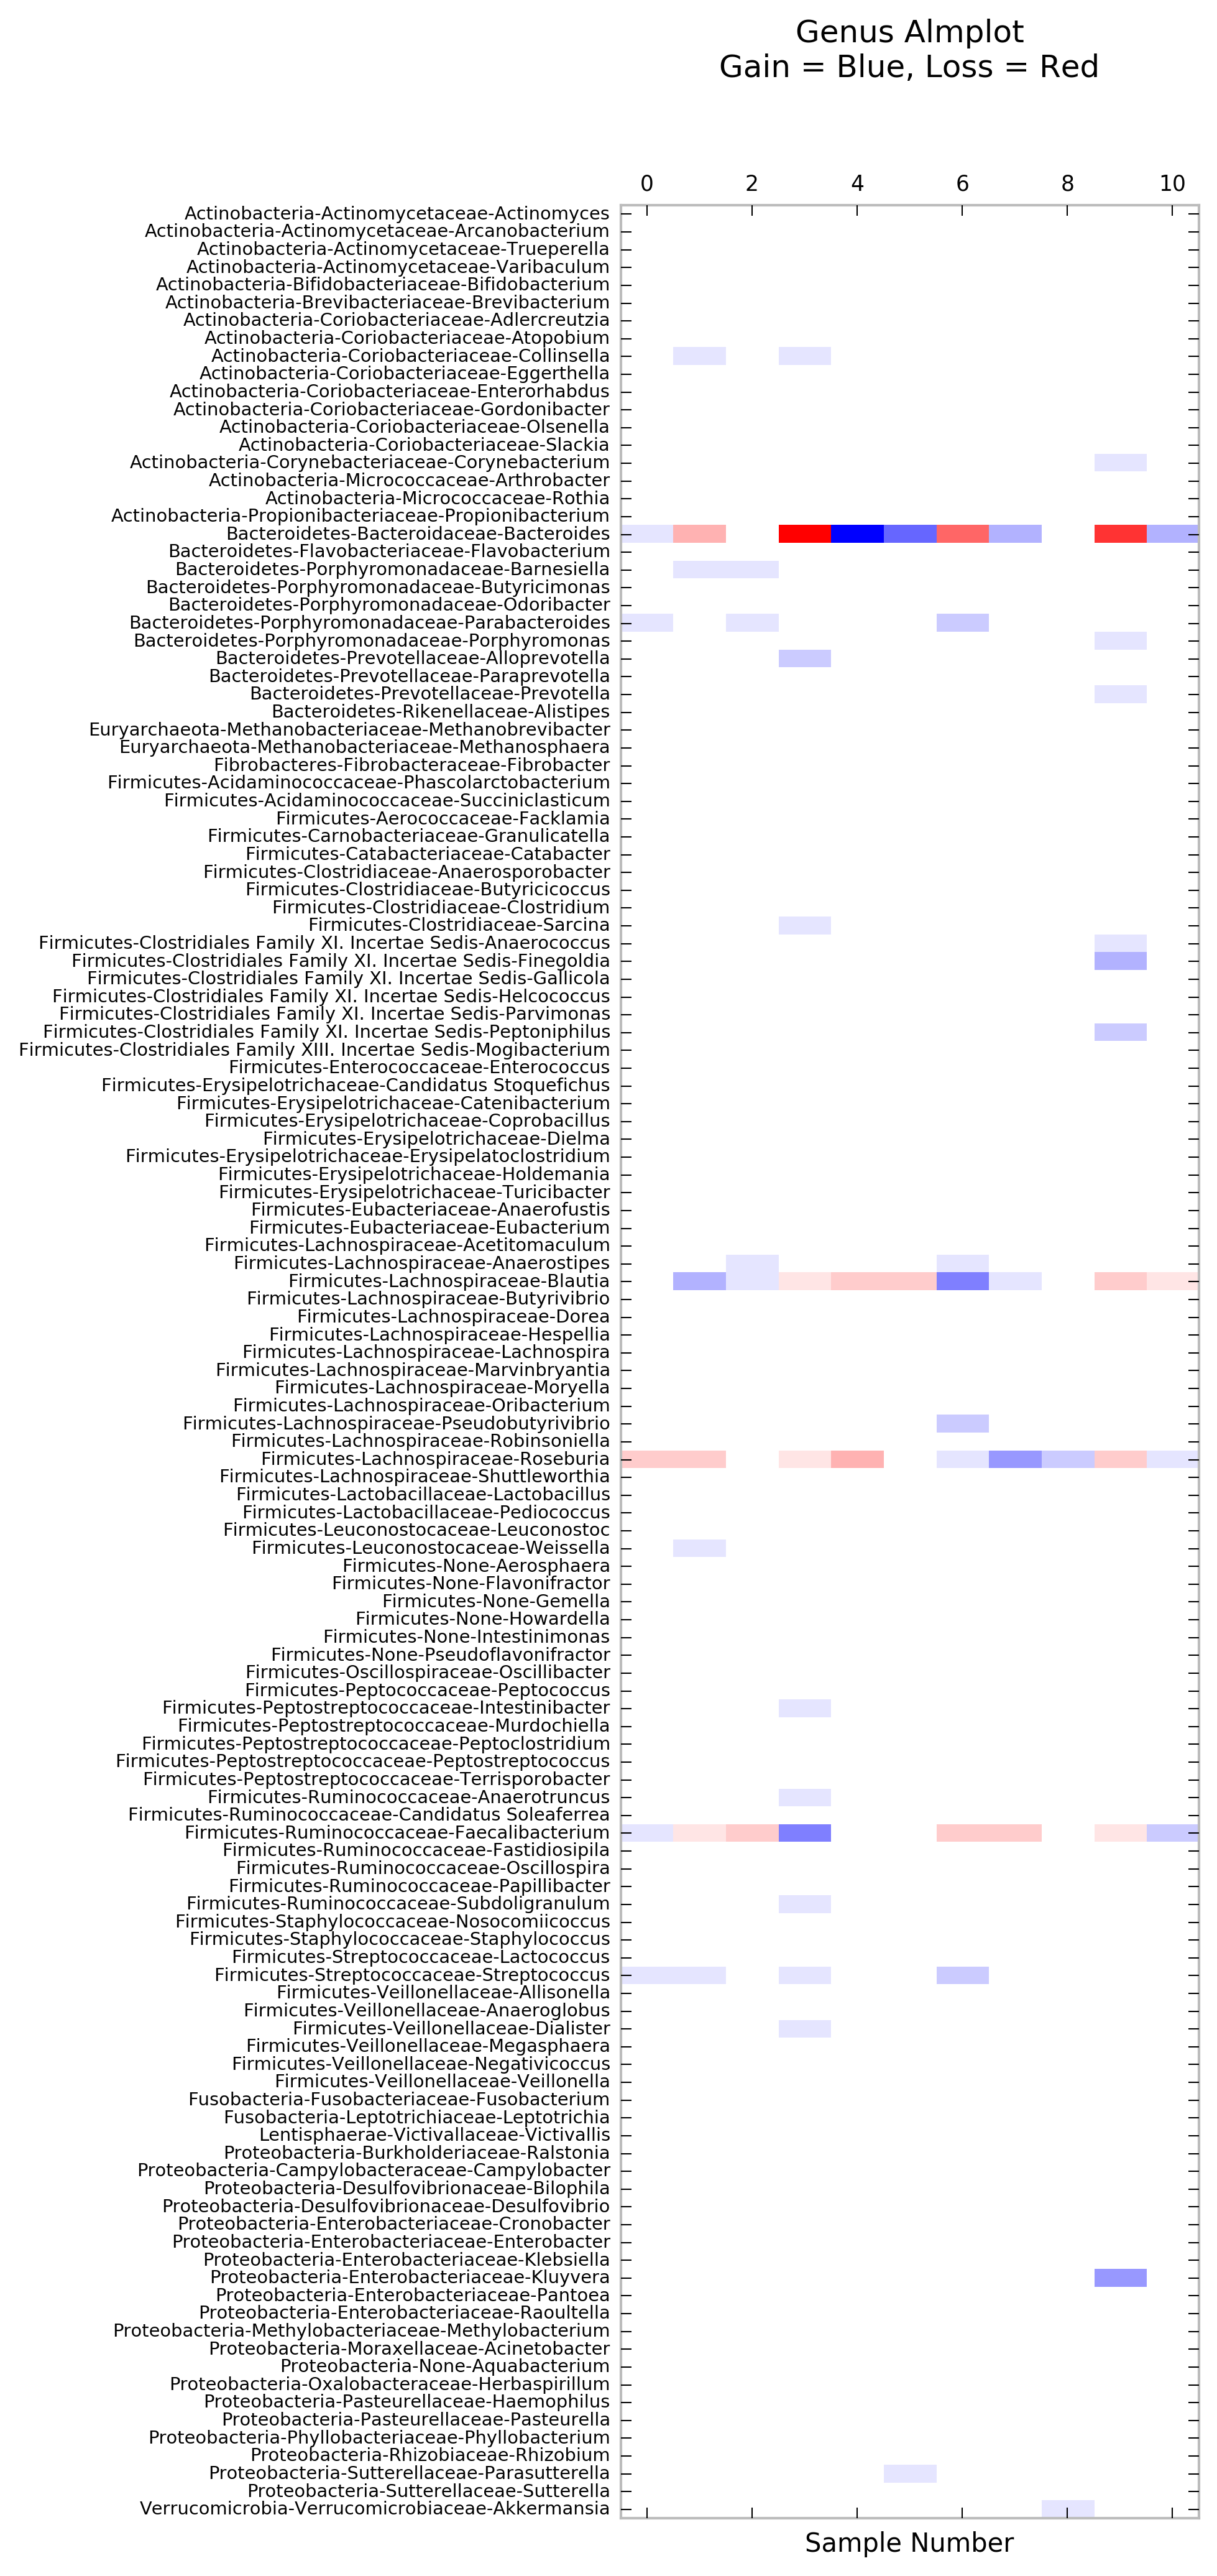 Genus Almplot
Gain = Blue, Loss = Red
0 2 4 6 8 10
Actinobacteria-Actinomycetaceae-Actinomyces
Actinobacteria-Actinomycetaceae-Arcanobacterium
Actinobacteria-Actinomycetaceae-Trueperella
Actinobacteria-Actinomycetaceae-Varibaculum
Actinobacteria-Bifidobacteriaceae-Bifidobacterium
Actinobacteria-Brevibacteriaceae-Brevibacterium
Actinobacteria-Coriobacteriaceae-Adlercreutzia
Actinobacteria-Coriobacteriaceae-Atopobium
Actinobacteria-Coriobacteriaceae-Collinsella
Actinobacteria-Coriobacteriaceae-Eggerthella
Actinobacteria-Coriobacteriaceae-Enterorhabdus
Actinobacteria-Coriobacteriaceae-Gordonibacter
Actinobacteria-Coriobacteriaceae-Olsenella
Actinobacteria-Coriobacteriaceae-Slackia
Actinobacteria-Corynebacteriaceae-Corynebacterium
Actinobacteria-Micrococcaceae-Arthrobacter
Actinobacteria-Micrococcaceae-Rothia
Actinobacteria-Propionibacteriaceae-Propionibacterium
Bacteroidetes-Bacteroidaceae-Bacteroides
Bacteroidetes-Flavobacteriaceae-Flavobacterium
Bacteroidetes-Porphyromonadaceae-Barnesiella
Bacteroidetes-Porphyromonadaceae-Butyricimonas
Bacteroidetes-Porphyromonadaceae-Odoribacter
Bacteroidetes-Porphyromonadaceae-Parabacteroides
Bacteroidetes-Porphyromonadaceae-Porphyromonas
Bacteroidetes-Prevotellaceae-Alloprevotella
Bacteroidetes-Prevotellaceae-Paraprevotella
Bacteroidetes-Prevotellaceae-Prevotella
Bacteroidetes-Rikenellaceae-Alistipes
Euryarchaeota-Methanobacteriaceae-Methanobrevibacter
Euryarchaeota-Methanobacteriaceae-Methanosphaera
Fibrobacteres-Fibrobacteraceae-Fibrobacter
Firmicutes-Acidaminococcaceae-Phascolarctobacterium
Firmicutes-Acidaminococcaceae-Succiniclasticum
Firmicutes-Aerococcaceae-Facklamia
Firmicutes-Carnobacteriaceae-Granulicatella
Firmicutes-Catabacteriaceae-Catabacter
Firmicutes-Clostridiaceae-Anaerosporobacter
Firmicutes-Clostridiaceae-Butyricicoccus
Firmicutes-Clostridiaceae-Clostridium
Firmicutes-Clostridiaceae-Sarcina
Firmicutes-Clostridiales Family XI. Incertae Sedis-Anaerococcus
Firmicutes-Clostridiales Family XI. Incertae Sedis-Finegoldia
Firmicutes-Clostridiales Family XI. Incertae Sedis-Gallicola
Firmicutes-Clostridiales Family XI. Incertae Sedis-Helcococcus
Firmicutes-Clostridiales Family XI. Incertae Sedis-Parvimonas
Firmicutes-Clostridiales Family XI. Incertae Sedis-Peptoniphilus
Firmicutes-Clostridiales Family XIII. Incertae Sedis-Mogibacterium
Firmicutes-Enterococcaceae-Enterococcus
Firmicutes-Erysipelotrichaceae-Candidatus Stoquefichus
Firmicutes-Erysipelotrichaceae-Catenibacterium
Firmicutes-Erysipelotrichaceae-Coprobacillus
Firmicutes-Erysipelotrichaceae-Dielma
Firmicutes-Erysipelotrichaceae-Erysipelatoclostridium
Firmicutes-Erysipelotrichaceae-Holdemania
Firmicutes-Erysipelotrichaceae-Turicibacter
Firmicutes-Eubacteriaceae-Anaerofustis
Firmicutes-Eubacteriaceae-Eubacterium
Firmicutes-Lachnospiraceae-Acetitomaculum
Firmicutes-Lachnospiraceae-Anaerostipes
Firmicutes-Lachnospiraceae-Blautia
Firmicutes-Lachnospiraceae-Butyrivibrio
Firmicutes-Lachnospiraceae-Dorea
Firmicutes-Lachnospiraceae-Hespellia
Firmicutes-Lachnospiraceae-Lachnospira
Firmicutes-Lachnospiraceae-Marvinbryantia
Firmicutes-Lachnospiraceae-Moryella
Firmicutes-Lachnospiraceae-Oribacterium
Firmicutes-Lachnospiraceae-Pseudobutyrivibrio
Firmicutes-Lachnospiraceae-Robinsoniella
Firmicutes-Lachnospiraceae-Roseburia
Firmicutes-Lachnospiraceae-Shuttleworthia
Firmicutes-Lactobacillaceae-Lactobacillus
Firmicutes-Lactobacillaceae-Pediococcus
Firmicutes-Leuconostocaceae-Leuconostoc
Firmicutes-Leuconostocaceae-Weissella
Firmicutes-None-Aerosphaera
Firmicutes-None-Flavonifractor
Firmicutes-None-Gemella
Firmicutes-None-Howardella
Firmicutes-None-Intestinimonas
Firmicutes-None-Pseudoflavonifractor
Firmicutes-Oscillospiraceae-Oscillibacter
Firmicutes-Peptococcaceae-Peptococcus
Firmicutes-Peptostreptococcaceae-Intestinibacter
Firmicutes-Peptostreptococcaceae-Murdochiella
Firmicutes-Peptostreptococcaceae-Peptoclostridium
Firmicutes-Peptostreptococcaceae-Peptostreptococcus
Firmicutes-Peptostreptococcaceae-Terrisporobacter
Firmicutes-Ruminococcaceae-Anaerotruncus
Firmicutes-Ruminococcaceae-Candidatus Soleaferrea
Firmicutes-Ruminococcaceae-Faecalibacterium
Firmicutes-Ruminococcaceae-Fastidiosipila
Firmicutes-Ruminococcaceae-Oscillospira
Firmicutes-Ruminococcaceae-Papillibacter
Firmicutes-Ruminococcaceae-Subdoligranulum
Firmicutes-Staphylococcaceae-Nosocomiicoccus
Firmicutes-Staphylococcaceae-Staphylococcus
Firmicutes-Streptococcaceae-Lactococcus
Firmicutes-Streptococcaceae-Streptococcus
Firmicutes-Veillonellaceae-Allisonella
Firmicutes-Veillonellaceae-Anaeroglobus
Firmicutes-Veillonellaceae-Dialister
Firmicutes-Veillonellaceae-Megasphaera
Firmicutes-Veillonellaceae-Negativicoccus
Firmicutes-Veillonellaceae-Veillonella
Fusobacteria-Fusobacteriaceae-Fusobacterium
Fusobacteria-Leptotrichiaceae-Leptotrichia
Lentisphaerae-Victivallaceae-Victivallis
Proteobacteria-Burkholderiaceae-Ralstonia
Proteobacteria-Campylobacteraceae-Campylobacter
Proteobacteria-Desulfovibrionaceae-Bilophila
Proteobacteria-Desulfovibrionaceae-Desulfovibrio
Proteobacteria-Enterobacteriaceae-Cronobacter
Proteobacteria-Enterobacteriaceae-Enterobacter
Proteobacteria-Enterobacteriaceae-Klebsiella
Proteobacteria-Enterobacteriaceae-Kluyvera
Proteobacteria-Enterobacteriaceae-Pantoea
Proteobacteria-Enterobacteriaceae-Raoultella
Proteobacteria-Methylobacteriaceae-Methylobacterium
Proteobacteria-Moraxellaceae-Acinetobacter
Proteobacteria-None-Aquabacterium
Proteobacteria-Oxalobacteraceae-Herbaspirillum
Proteobacteria-Pasteurellaceae-Haemophilus
Proteobacteria-Pasteurellaceae-Pasteurella
Proteobacteria-Phyllobacteriaceae-Phyllobacterium
Proteobacteria-Rhizobiaceae-Rhizobium
Proteobacteria-Sutterellaceae-Parasutterella
Proteobacteria-Sutterellaceae-Sutterella
Verrucomicrobia-Verrucomicrobiaceae-Akkermansia
Sample Number